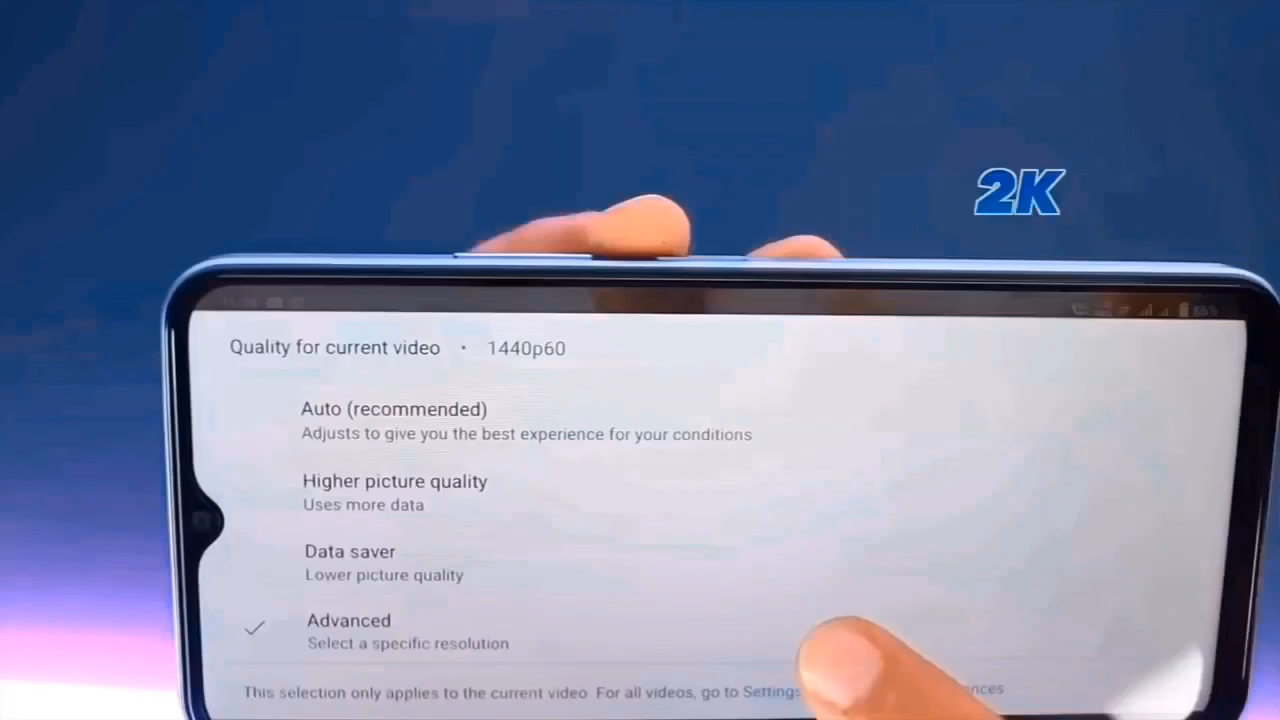 2K
Quality for current video • 1440p60
Auto (recommended)
Adjusts to give you the best experience for your conditions
Higher picture quality
Uses more data
Data saver
Lower picture quality
Advanced
Select a specific resolution
This selection only applies to the current video. For all videos, go to Settings